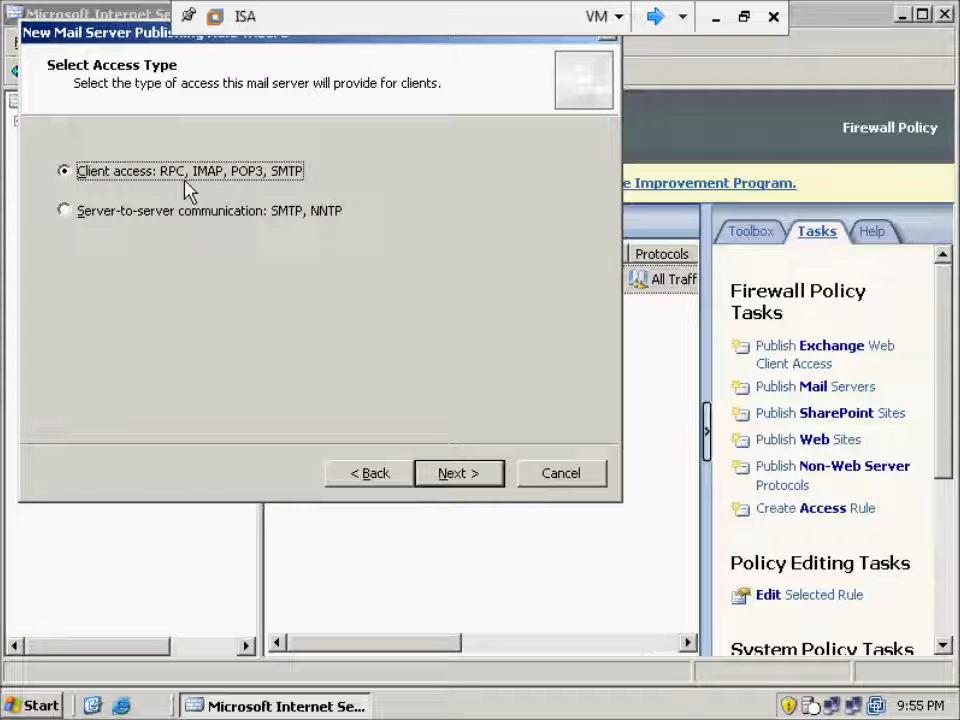 Microsoft Internet Se
ISA
VM
New Mail Server Publishing Rule Wizard
Select Access Type
Select the type of access this mail server will provide for clients.
Firewall Policy
Client access: RPC, IMAP, POP3, SMTP
e Improvement Program.
Server-to-server communication: SMTP, NNTP
Toolbox
Tasks
Help
Protocols
All Traff
Firewall Policy
Tasks
Publish Exchange Web
Client Access
Publish Mail Servers
Publish SharePoint Sites
Publish Web Sites
Publish Non-Web Server
Protocols
Create Access Rule
< Back
Next >
Cancel
Policy Editing Tasks
Edit Selected Rule
System Policy Tasks
Start
Microsoft Internet Se...
9:55 PM